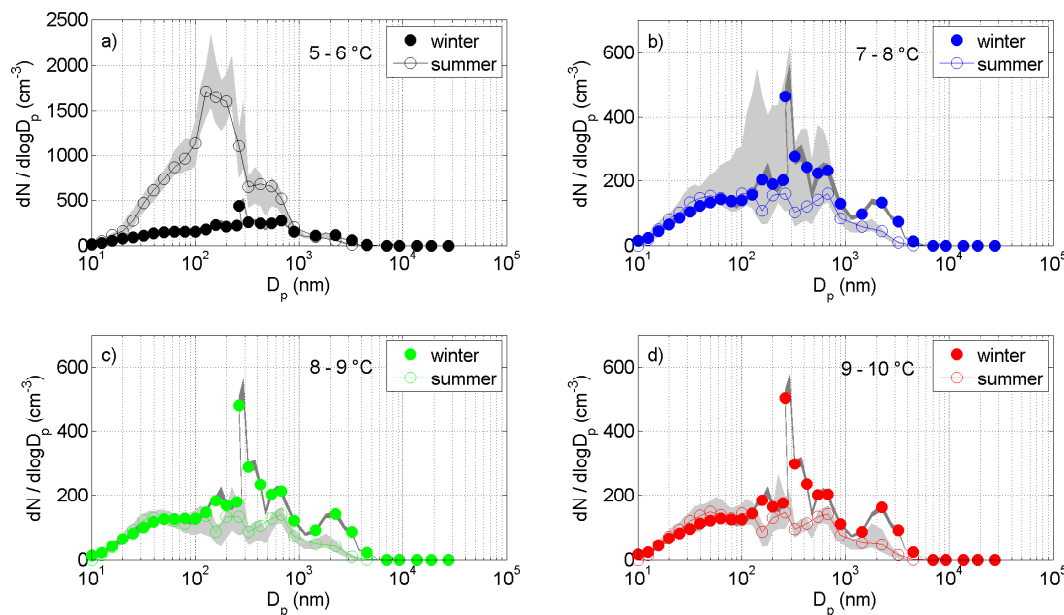 a)
5 - 6 °C
winter
summer
dN / dlogD_p (cm^-3)
2500
2000
1500
1000
500
0
10^1 10^2 10^3 10^4 10^5
D_p (nm)
b)
7 - 8 °C
winter
summer
dN / dlogD_p (cm^-3)
600
400
200
0
10^1 10^2 10^3 10^4 10^5
D_p (nm)
c)
8 - 9 °C
winter
summer
dN / dlogD_p (cm^-3)
600
400
200
0
10^1 10^2 10^3 10^4 10^5
D_p (nm)
d)
9 - 10 °C
winter
summer
dN / dlogD_p (cm^-3)
600
400
200
0
10^1 10^2 10^3 10^4 10^5
D_p (nm)